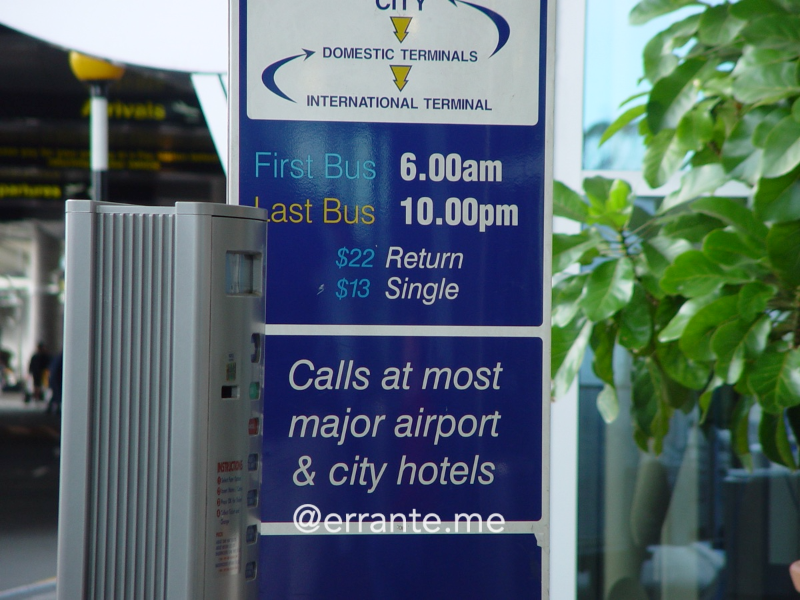 CITY
DOMESTIC TERMINALS
INTERNATIONAL TERMINAL
Arrivals
First Bus 6.00am
Last Bus 10.00pm
$22 Return
$13 Single
Calls at most
major airport
& city hotels
@errante.me
INSTRUCTIONS